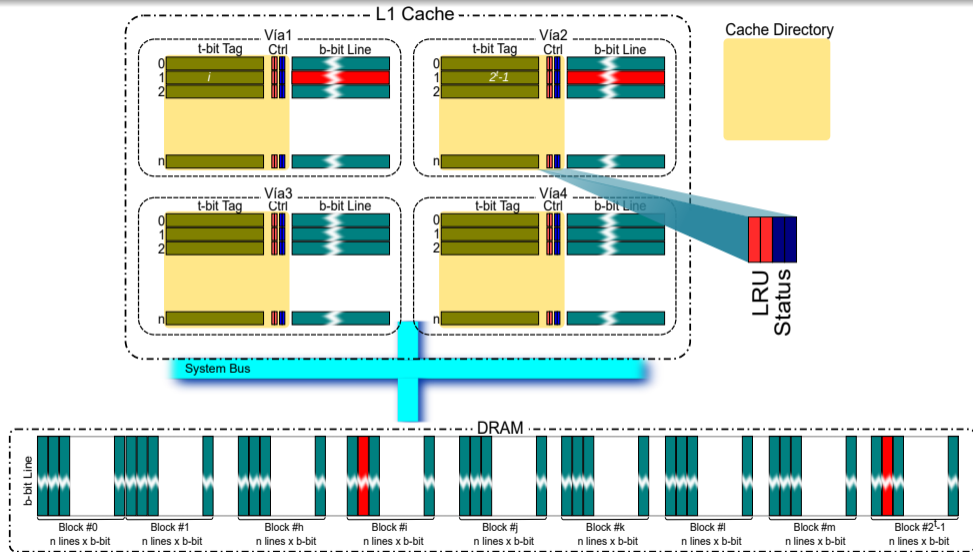 L1 Cache
Cache Directory
Vía1
t-bit Tag Ctrl b-bit Line
0
1 i
2
n
Vía2
t-bit Tag Ctrl b-bit Line
0
1 2ᵗ-1
2
n
Vía3
t-bit Tag Ctrl b-bit Line
0
1
2
n
Vía4
t-bit Tag Ctrl b-bit Line
0
1
2
n
LRU
Status
System Bus
DRAM
b-bit Line
Block #0
n lines x b-bit
Block #1
n lines x b-bit
Block #h
n lines x b-bit
Block #i
n lines x b-bit
Block #j
n lines x b-bit
Block #k
n lines x b-bit
Block #l
n lines x b-bit
Block #m
n lines x b-bit
Block #2ᵗ-1
n lines x b-bit